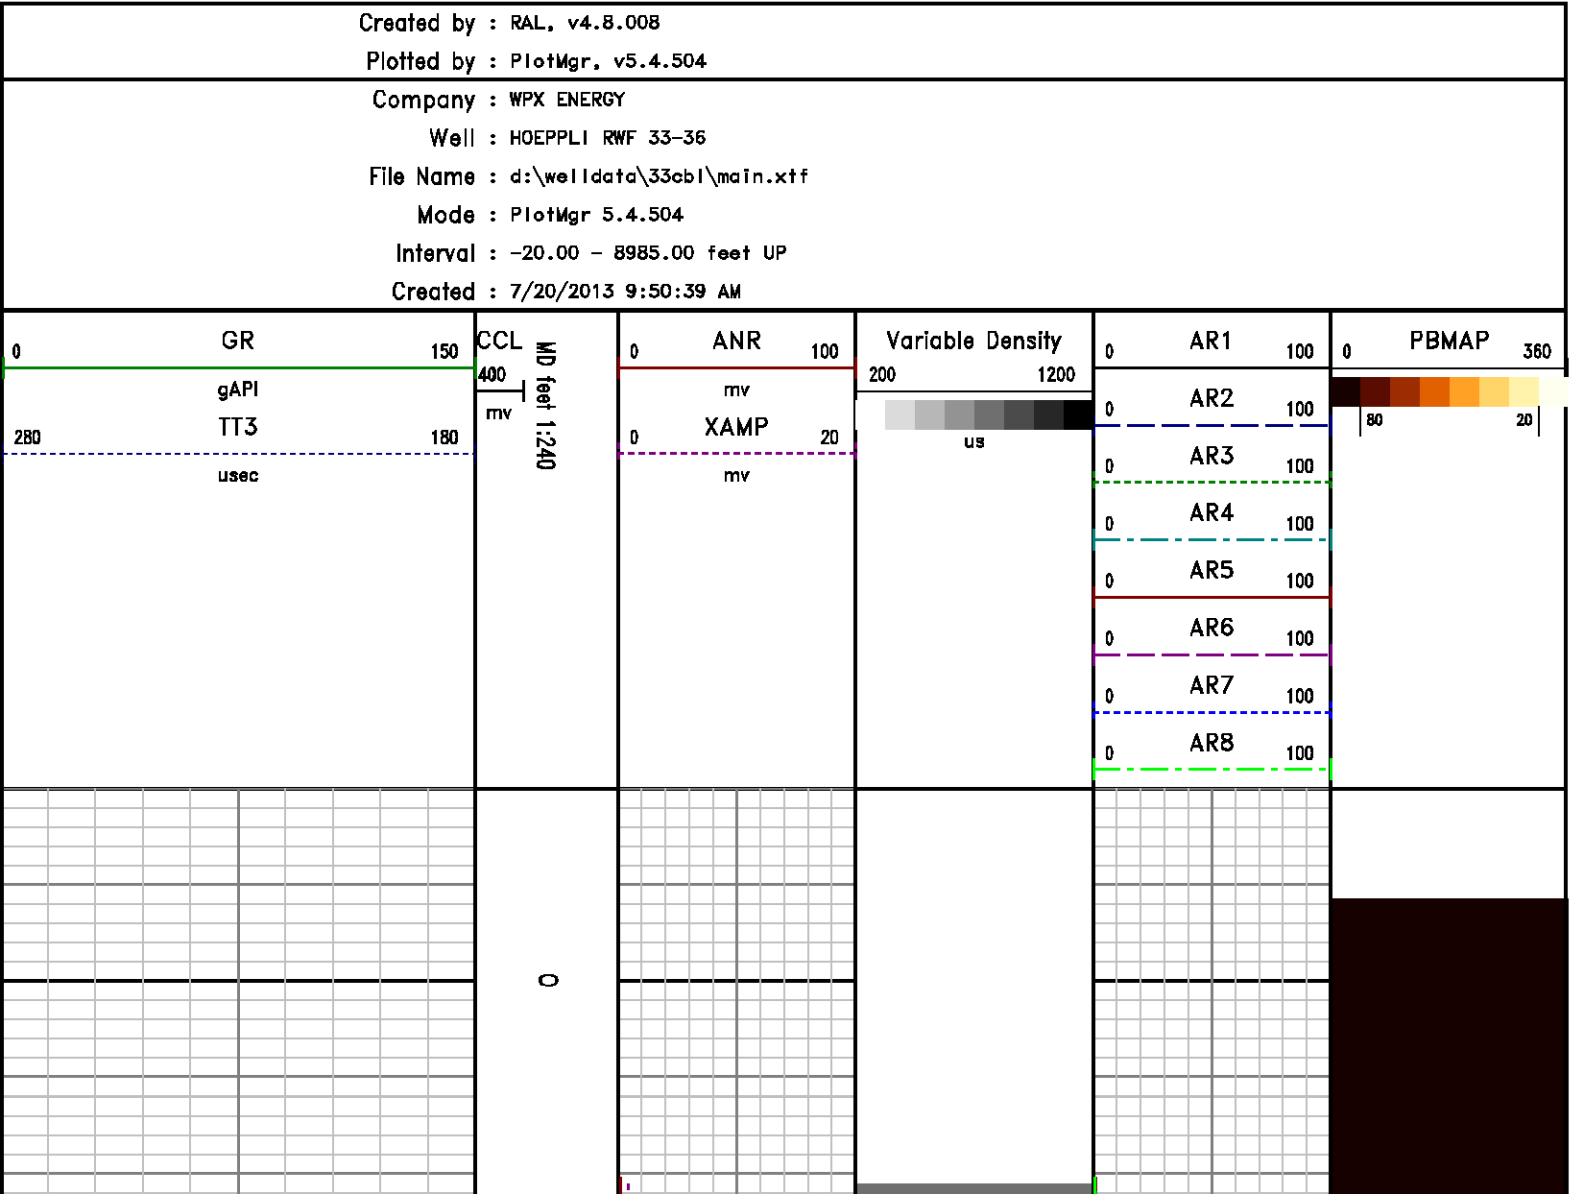 Created by : RAL, v4.8.008
Plotted by : PlotMgr, v5.4.504
Company : WPX ENERGY
Well : HOEPPLI RWF 33-36
File Name : d:\welldata\33cbl\main.xtf
Mode : PlotMgr 5.4.504
Interval : -20.00 - 8985.00 feet UP
Created : 7/20/2013 9:50:39 AM
0 GR 150
gAPI
280 TT3 180
usec
CCL
400
mv
MD feet 1:240
0 ANR 100
mv
0 XAMP 20
mv
Variable Density
200 1200
us
0 AR1 100
0 AR2 100
0 AR3 100
0 AR4 100
0 AR5 100
0 AR6 100
0 AR7 100
0 AR8 100
0 PBMAP 360
80 20
0